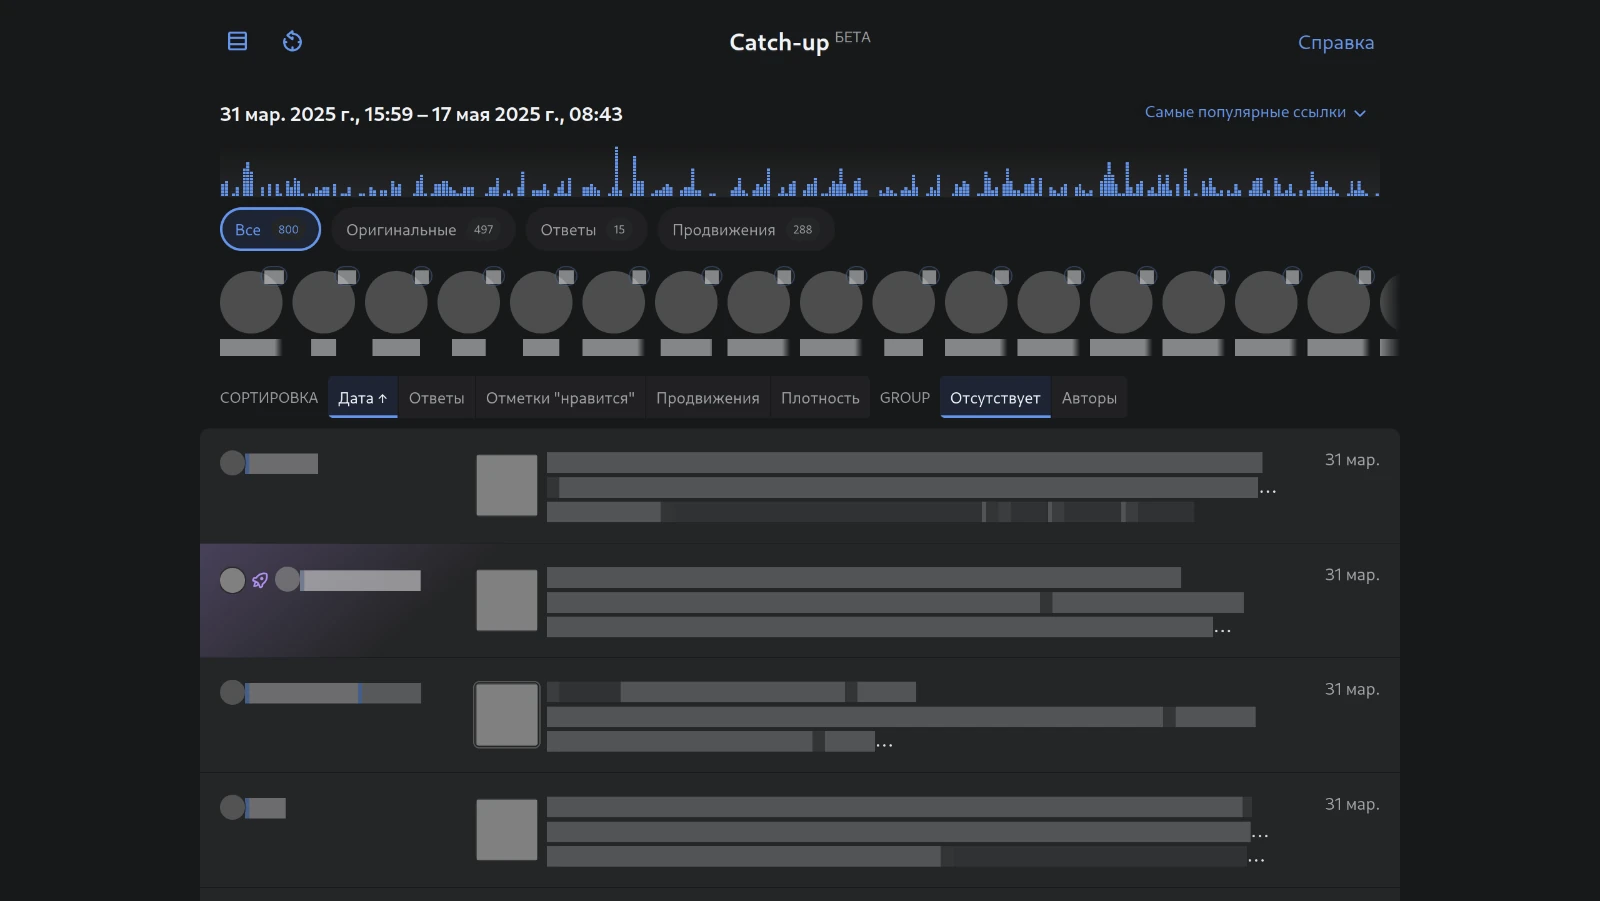 Catch-up БЕТА
Справка
31 мар. 2025 г., 15:59 – 17 мая 2025 г., 08:43
Самые популярные ссылки
Все 800 Оригинальные 497 Ответы 15 Продвижения 288
СОРТИРОВКА Дата ↑ Ответы Отметки "нравится" Продвижения Плотность GROUP Отсутствует Авторы
31 мар.
...
31 мар.
...
31 мар.
...
31 мар.
...
...